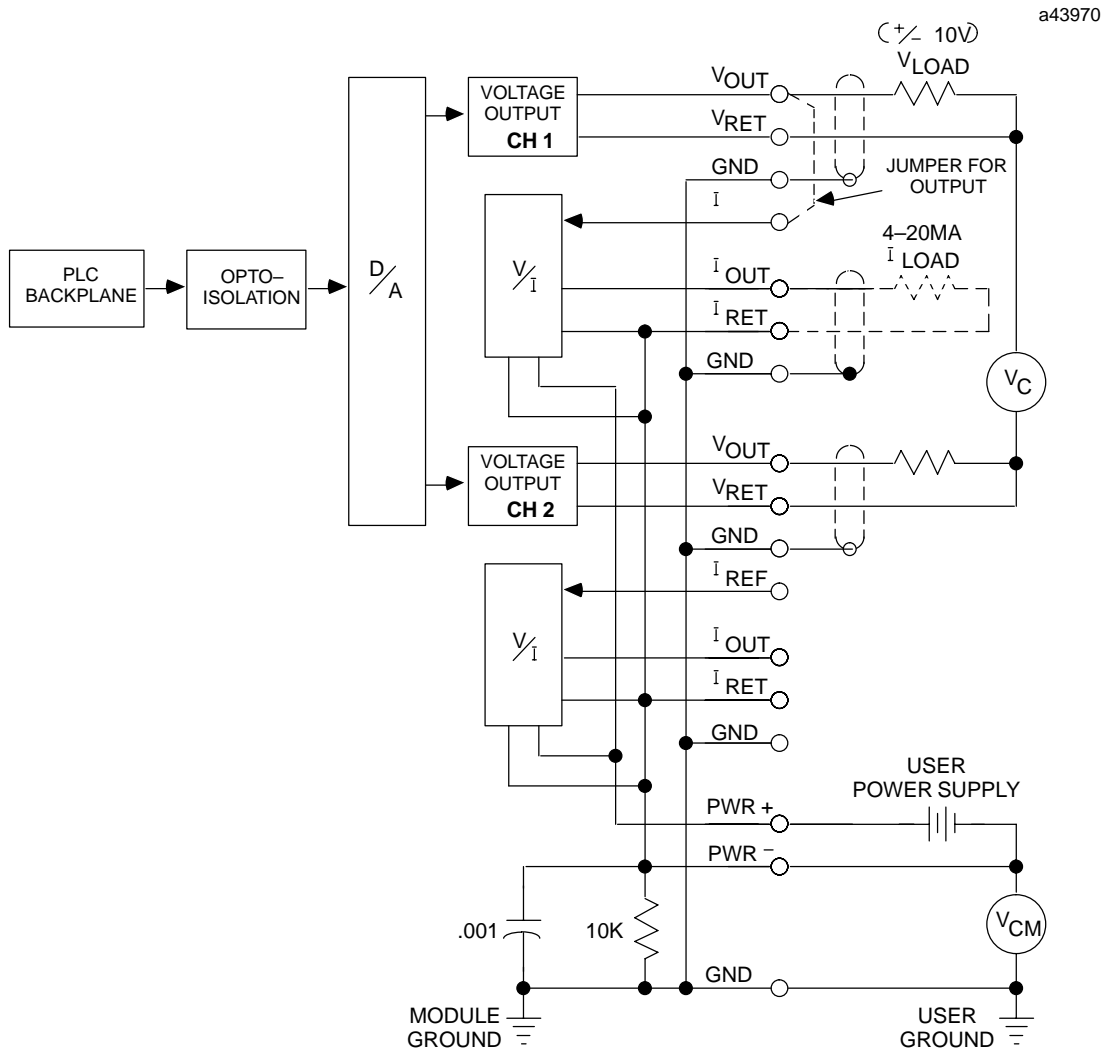 a43970
(+/– 10V)
VLOAD
VOLTAGE
OUTPUT
CH 1
VOUT
VRET
GND
I
JUMPER FOR
OUTPUT
PLC
BACKPLANE
OPTO–
ISOLATION
D/A
V/I
4–20MA
I LOAD
I OUT
I RET
GND
VC
VOLTAGE
OUTPUT
CH 2
VOUT
VRET
GND
I REF
V/I
I OUT
I RET
GND
USER
POWER SUPPLY
PWR +
PWR –
.001
10K
VCM
GND
MODULE
GROUND
USER
GROUND